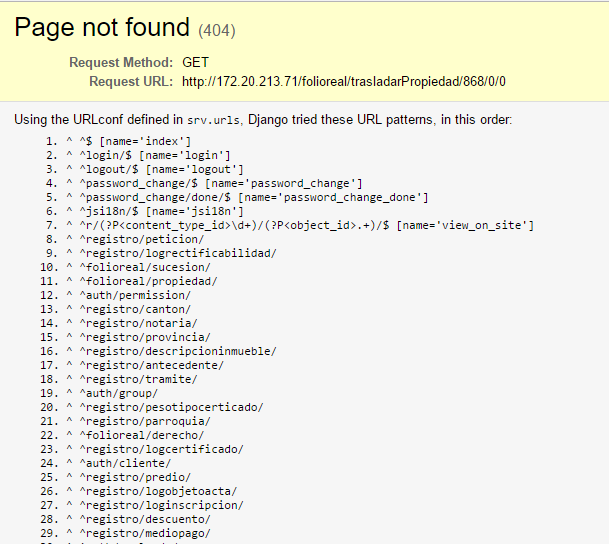 Page not found (404)
Request Method: GET
Request URL: http://172.20.213.71/folioreal/trasladarPropiedad/868/0/0
Using the URLconf defined in srv.urls, Django tried these URL patterns, in this order:
1. ^ ^$ [name='index']
2. ^ ^login/$ [name='login']
3. ^ ^logout/$ [name='logout']
4. ^ ^password_change/$ [name='password_change']
5. ^ ^password_change/done/$ [name='password_change_done']
6. ^ ^jsi18n/$ [name='jsi18n']
7. ^ ^r/(?P<content_type_id>\d+)/(?P<object_id>.+)/$ [name='view_on_site']
8. ^ ^registro/peticion/
9. ^ ^registro/logrectificabilidad/
10. ^ ^folioreal/sucesion/
11. ^ ^folioreal/propiedad/
12. ^ ^auth/permission/
13. ^ ^registro/canton/
14. ^ ^registro/notaria/
15. ^ ^registro/provincia/
16. ^ ^registro/descripcioninmueble/
17. ^ ^registro/antecedente/
18. ^ ^registro/tramite/
19. ^ ^auth/group/
20. ^ ^registro/pesotipocerticado/
21. ^ ^registro/parroquia/
22. ^ ^folioreal/derecho/
23. ^ ^registro/logcertificado/
24. ^ ^auth/cliente/
25. ^ ^registro/predio/
26. ^ ^registro/logobjetoacta/
27. ^ ^registro/loginscripcion/
28. ^ ^registro/descuento/
29. ^ ^registro/mediopago/